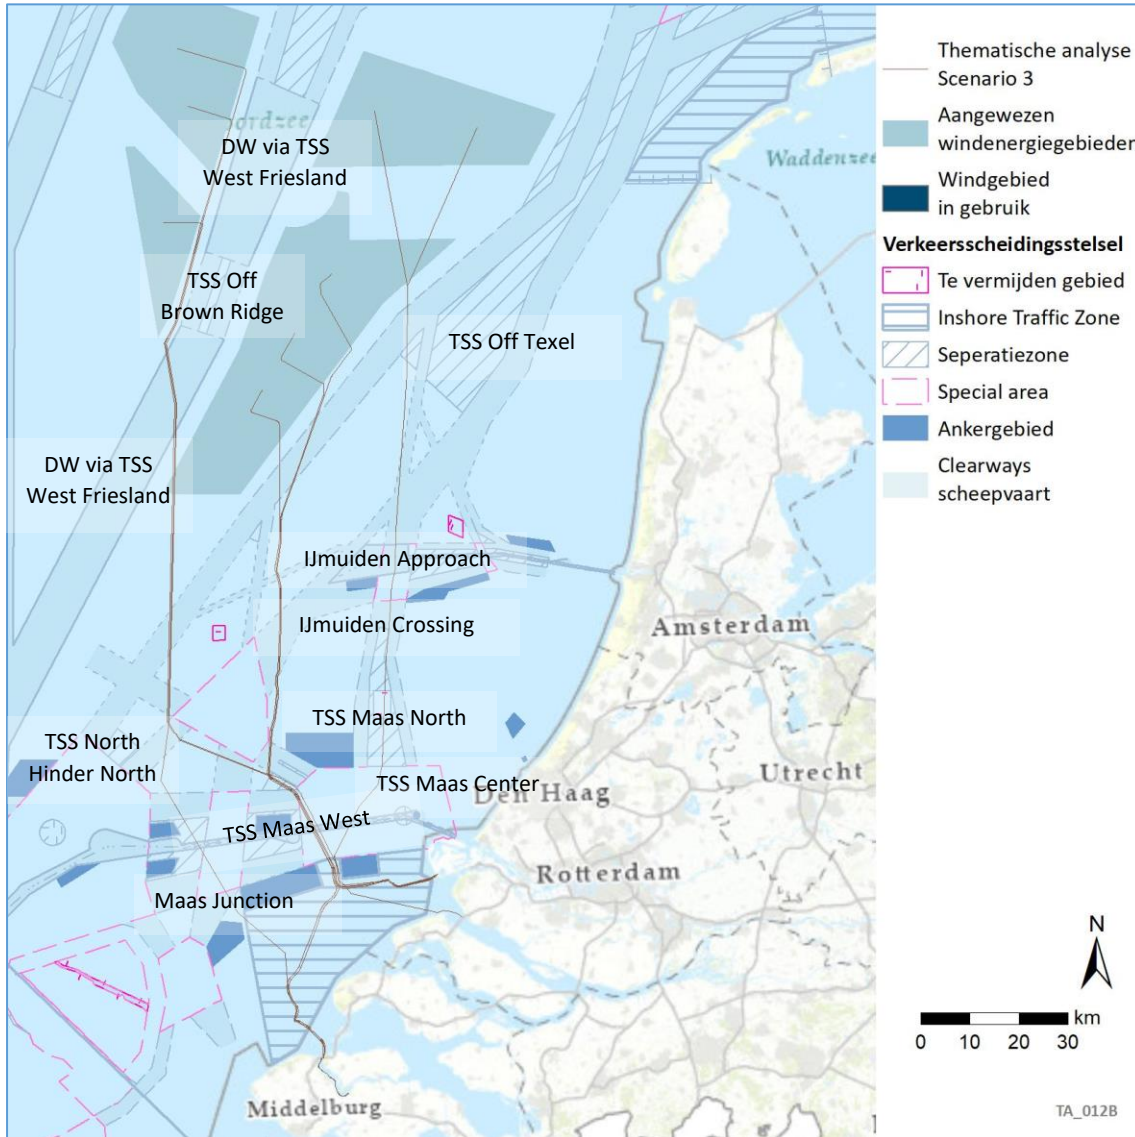 ordzee
DW via TSS
West Friesland
Waddenzee
TSS Off
Brown Ridge
TSS Off Texel
DW via TSS
West Friesland
IJmuiden Approach
IJmuiden Crossing
Amsterdam
TSS Maas North
TSS North
Hinder North
TSS Maas Center
Den Haag
Utrecht
TSS Maas West
Rotterdam
Maas Junction
Middelburg
Thematische analyse
Scenario 3
Aangewezen
windenergiegebieden
Windgebied
in gebruik
Verkeersscheidingsstelsel
Te vermijden gebied
Inshore Traffic Zone
Seperatiezone
Special area
Ankergebied
Clearways
scheepvaart
N
km
0 10 20 30
TA_012B